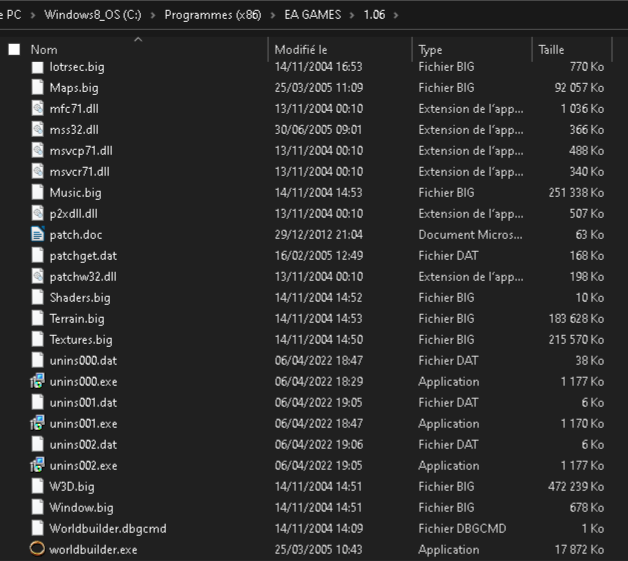 e PC > Windows8_OS (C:) > Programmes (x86) > EA GAMES > 1.06 >
Nom Modifié le Type Taille
lotrsec.big 14/11/2004 16:53 Fichier BIG 770 Ko
Maps.big 25/03/2005 11:09 Fichier BIG 92 057 Ko
mfc71.dll 13/11/2004 00:10 Extension de l'app... 1 036 Ko
mss32.dll 30/06/2005 09:01 Extension de l'app... 366 Ko
msvcp71.dll 13/11/2004 00:10 Extension de l'app... 488 Ko
msvcr71.dll 13/11/2004 00:10 Extension de l'app... 340 Ko
Music.big 14/11/2004 14:53 Fichier BIG 251 338 Ko
p2xdll.dll 13/11/2004 00:10 Extension de l'app... 507 Ko
patch.doc 29/12/2012 21:04 Document Micros... 63 Ko
patchget.dat 16/02/2005 12:49 Fichier DAT 168 Ko
patchw32.dll 13/11/2004 00:10 Extension de l'app... 198 Ko
Shaders.big 14/11/2004 14:52 Fichier BIG 10 Ko
Terrain.big 14/11/2004 14:53 Fichier BIG 183 628 Ko
Textures.big 14/11/2004 14:50 Fichier BIG 215 570 Ko
unins000.dat 06/04/2022 18:47 Fichier DAT 38 Ko
unins000.exe 06/04/2022 18:29 Application 1 177 Ko
unins001.dat 06/04/2022 19:05 Fichier DAT 6 Ko
unins001.exe 06/04/2022 18:47 Application 1 170 Ko
unins002.dat 06/04/2022 19:06 Fichier DAT 6 Ko
unins002.exe 06/04/2022 19:05 Application 1 177 Ko
W3D.big 14/11/2004 14:51 Fichier BIG 472 239 Ko
Window.big 14/11/2004 14:51 Fichier BIG 678 Ko
Worldbuilder.dbgcmd 14/11/2004 14:09 Fichier DBGCMD 1 Ko
worldbuilder.exe 25/03/2005 10:43 Application 17 872 Ko